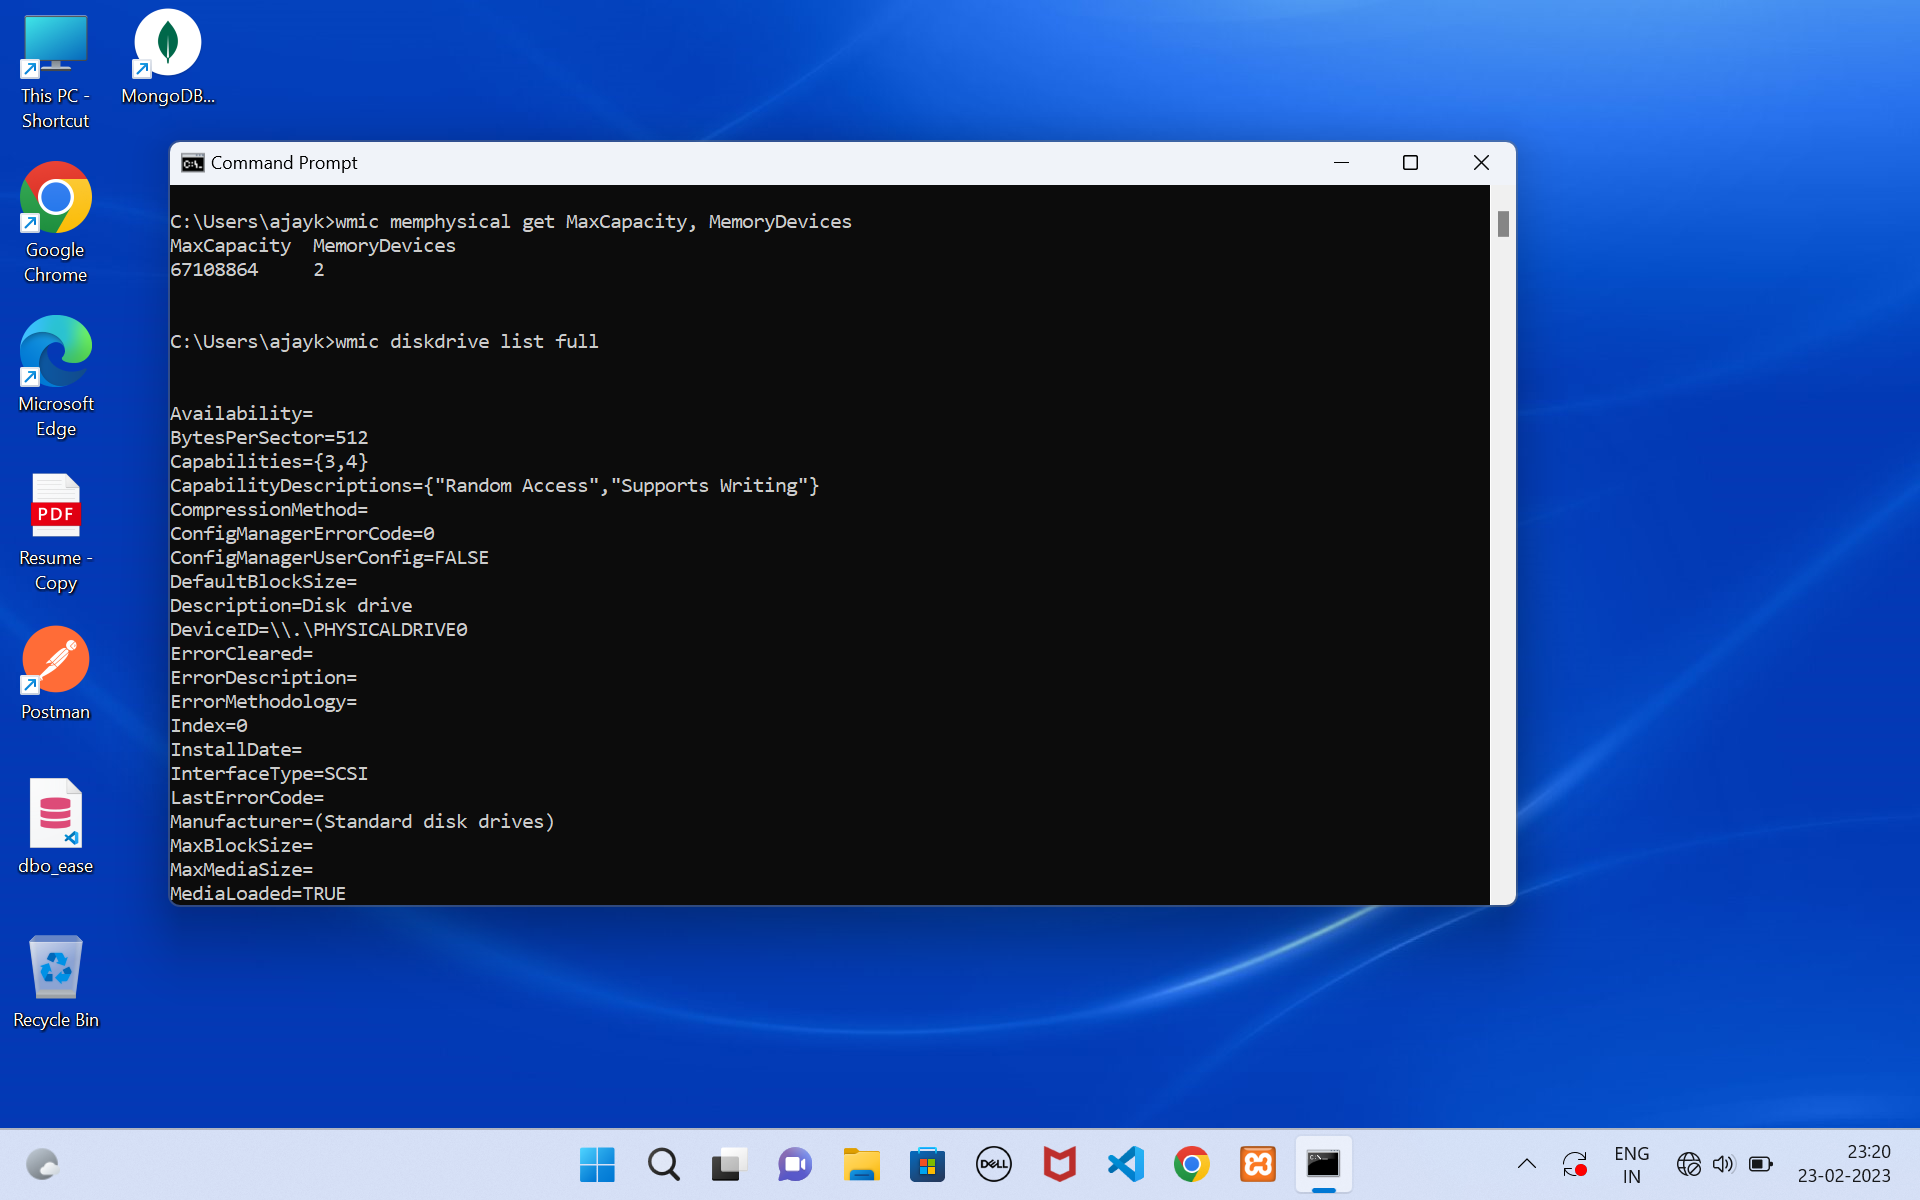 This PC -
Shortcut
MongoDB...
Google
Chrome
Microsoft
Edge
PDF
Resume -
Copy
Postman
dbo_ease
Recycle Bin
C:\. Command Prompt
C:\Users\ajayk>wmic memphysical get MaxCapacity, MemoryDevices
MaxCapacity  MemoryDevices
67108864     2
C:\Users\ajayk>wmic diskdrive list full
Availability=
BytesPerSector=512
Capabilities={3,4}
CapabilityDescriptions={"Random Access","Supports Writing"}
CompressionMethod=
ConfigManagerErrorCode=0
ConfigManagerUserConfig=FALSE
DefaultBlockSize=
Description=Disk drive
DeviceID=\\.\PHYSICALDRIVE0
ErrorCleared=
ErrorDescription=
ErrorMethodology=
Index=0
InstallDate=
InterfaceType=SCSI
LastErrorCode=
Manufacturer=(Standard disk drives)
MaxBlockSize=
MaxMediaSize=
MediaLoaded=TRUE
DELL
ENG
IN
23:20
23-02-2023